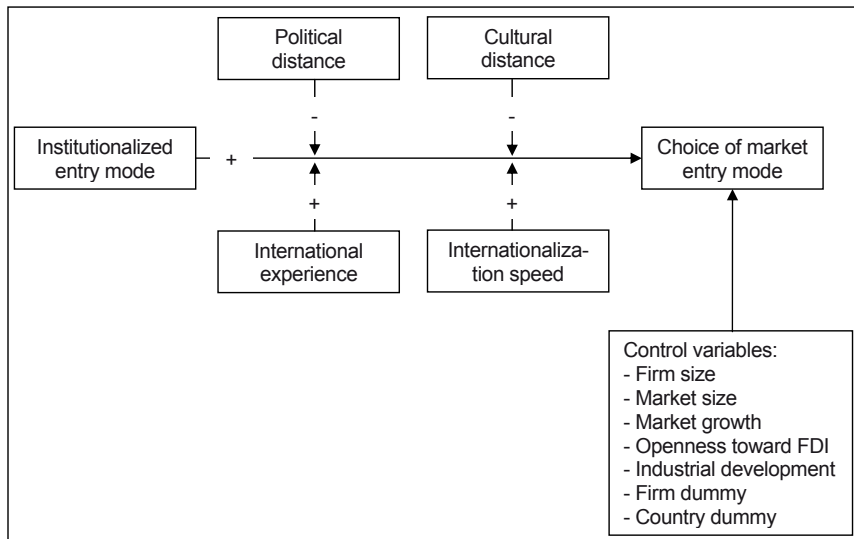 Political
distance
Cultural
distance
-
-
Institutionalized
entry mode
+
Choice of market
entry mode
+
+
International
experience
Internationaliza-
tion speed
Control variables:
- Firm size
- Market size
- Market growth
- Openness toward FDI
- Industrial development
- Firm dummy
- Country dummy